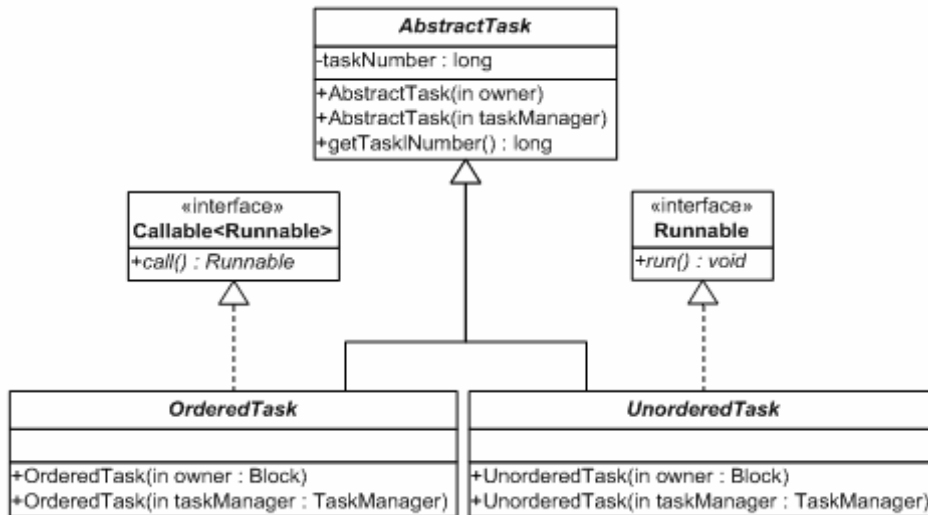 AbstractTask
-taskNumber : long
+AbstractTask(in owner)
+AbstractTask(in taskManager)
+getTasklNumber() : long
«interface»
Callable<Runnable>
+call() : Runnable
«interface»
Runnable
+run() : void
OrderedTask
+OrderedTask(in owner : Block)
+OrderedTask(in taskManager : TaskManager)
UnorderedTask
+UnorderedTask(in owner : Block)
+UnorderedTask(in taskManager : TaskManager)